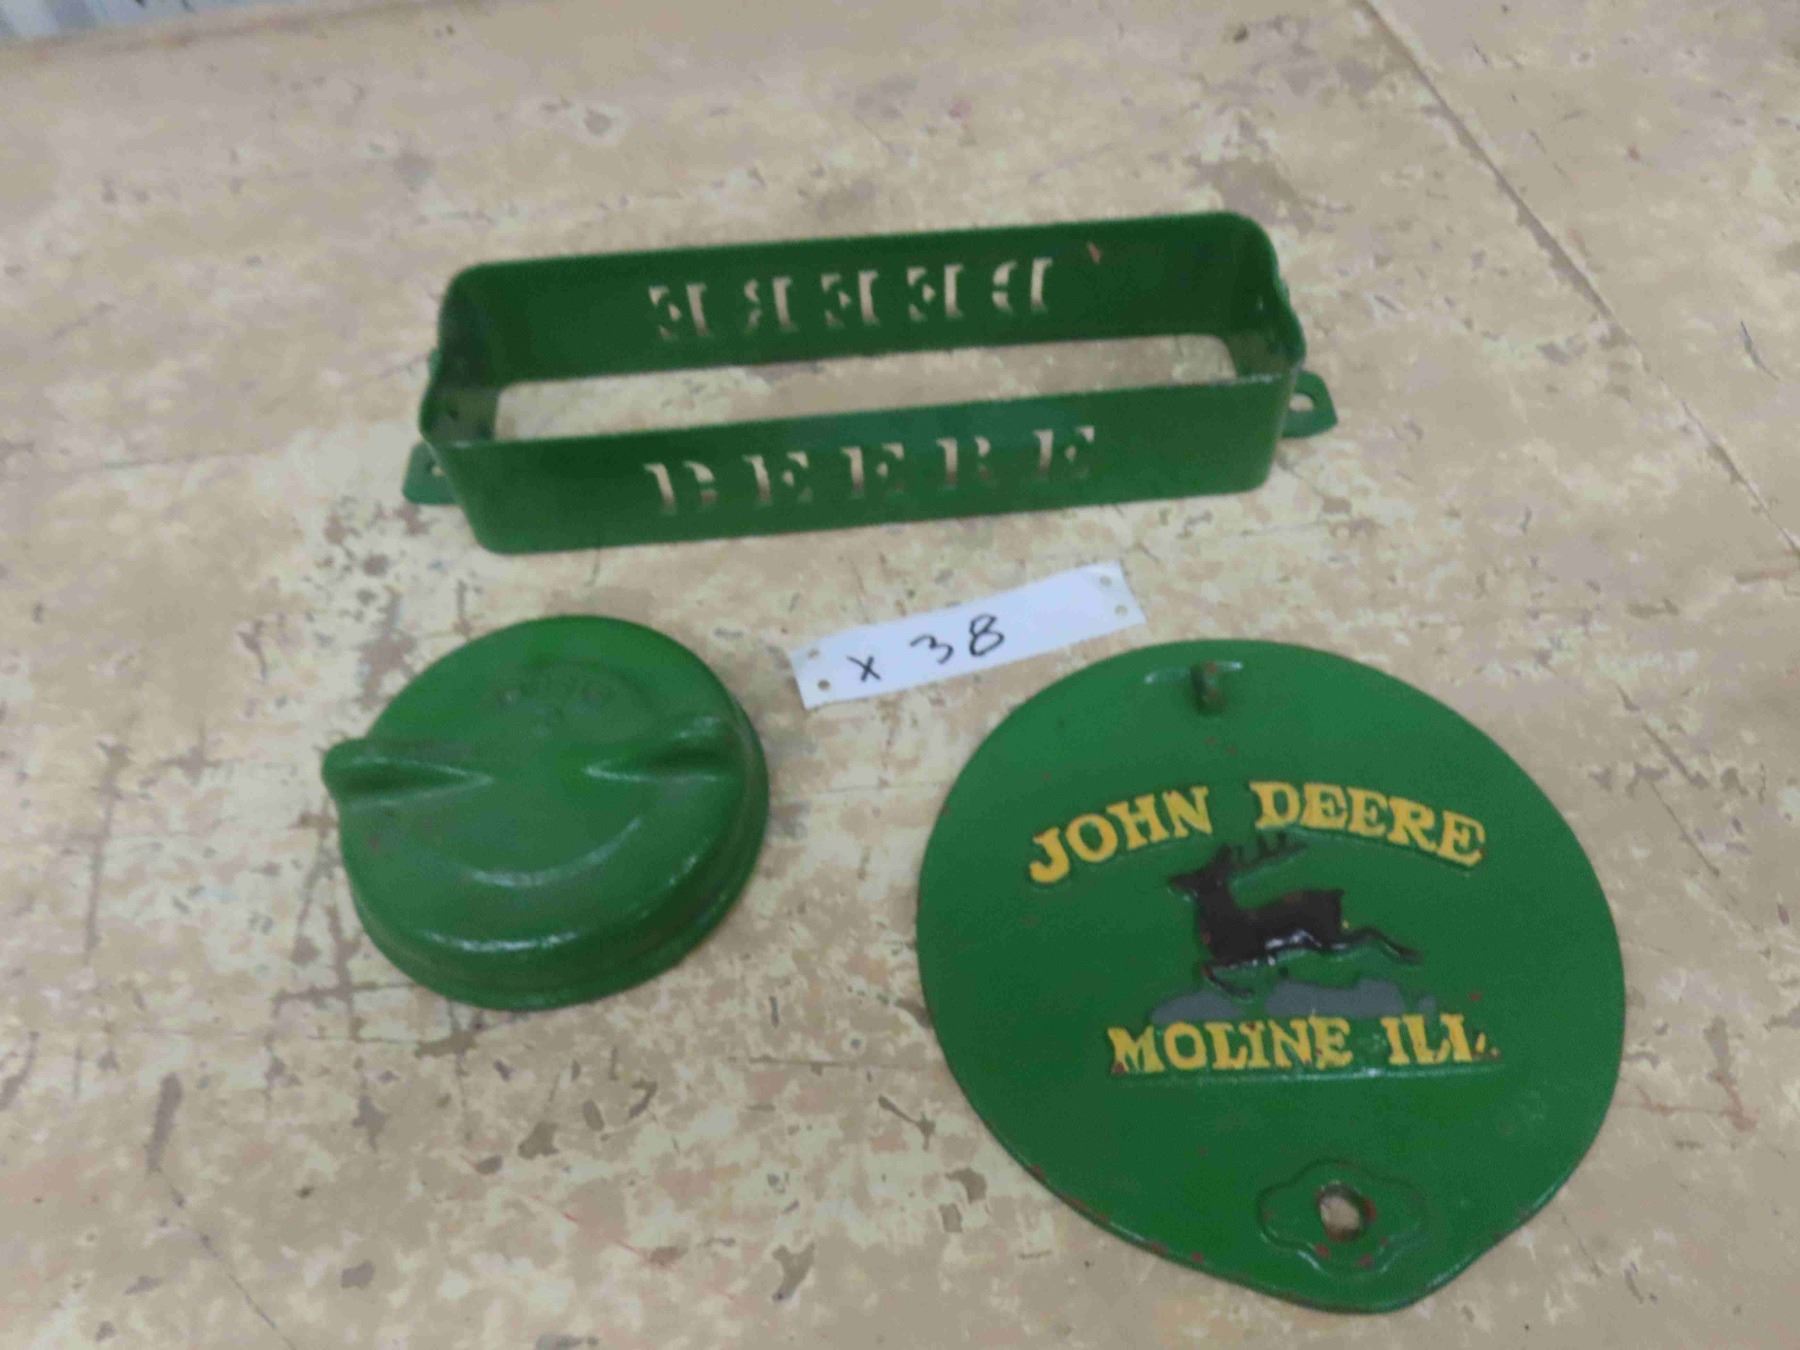 DEERE
DEERE
X 38
JOHN DEERE
MOLINE ILL.